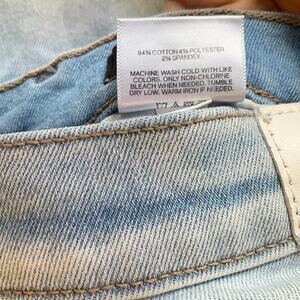 94% COTTON 4% POLYESTER
2% SPANDEX.
MACHINE WASH COLD WITH LIKE
COLORS. ONLY NON-CHLORINE
BLEACH WHEN NEEDED. TUMBLE
DRY LOW. WARM IRON IF NEEDED.